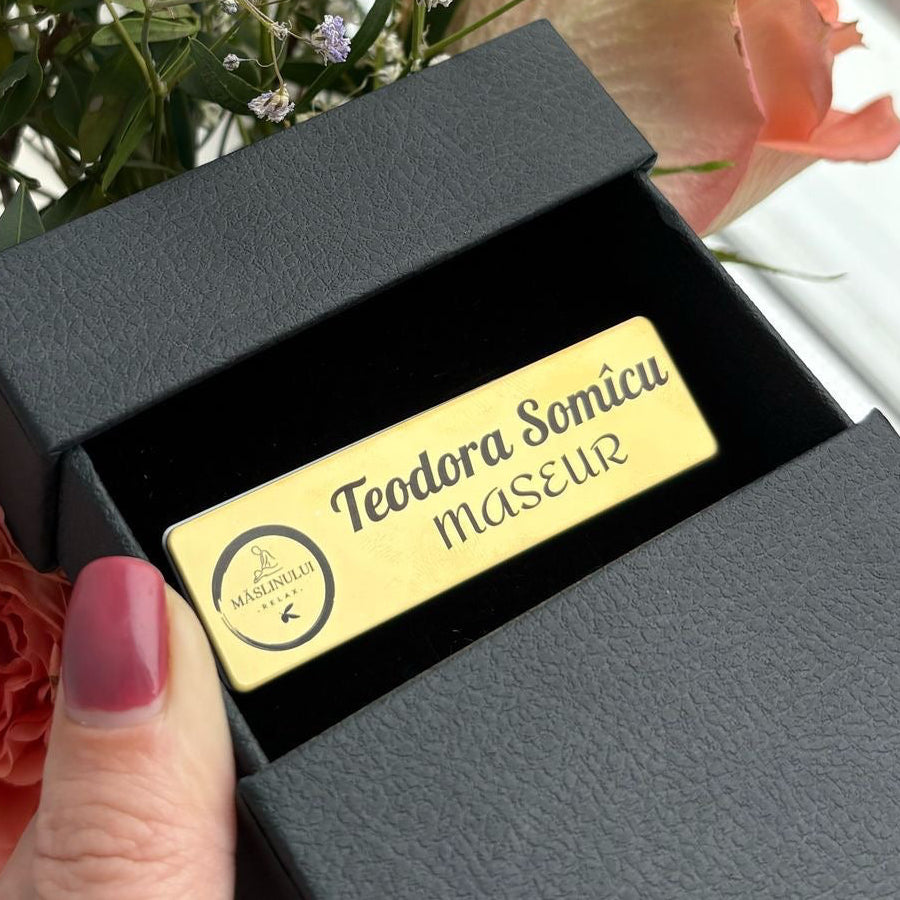 Teodora Somîcu
MASEUR
MĂSLINULUI
·RELAX·